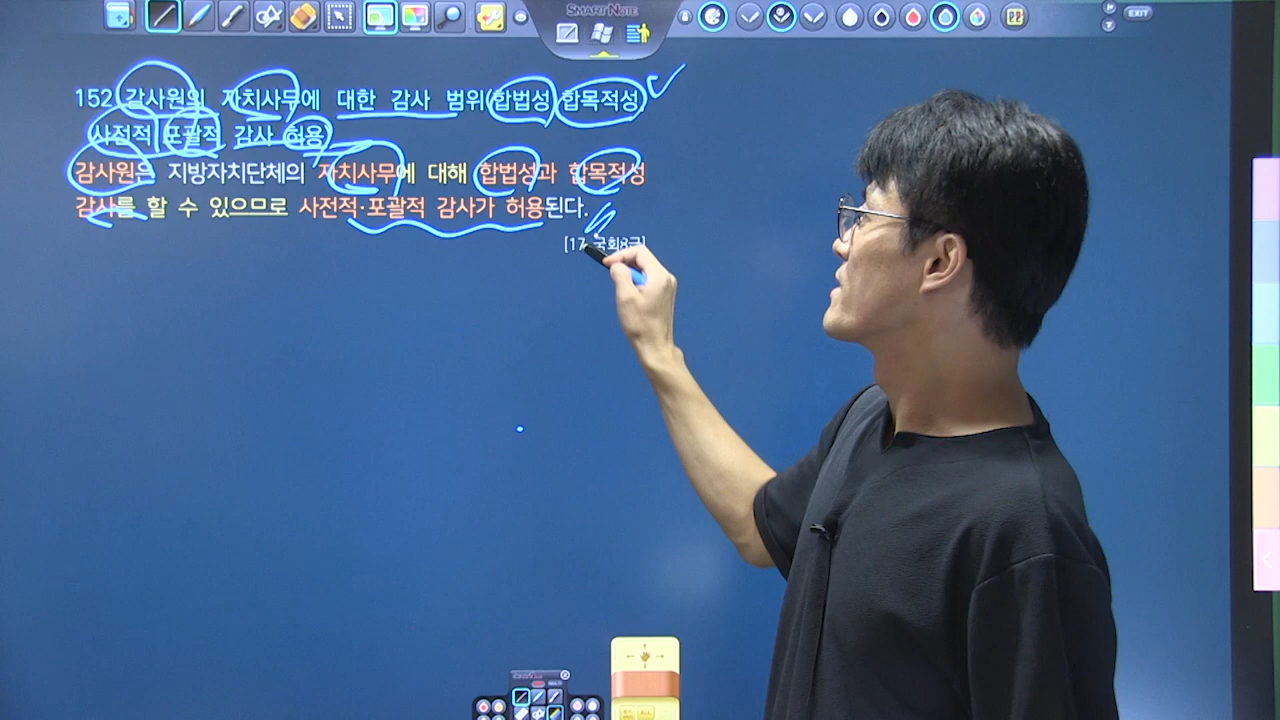 SMART NOTE
EXIT
152 감사원의 자치사무에 대한 감사 범위(합법성, 합목적성)
사전적·포괄적 감사 허용
감사원은 지방자치단체의 자치사무에 대해 합법성과 합목적성
감사를 할 수 있으므로 사전적·포괄적 감사가 허용된다.
[17 국회8급]
ALL